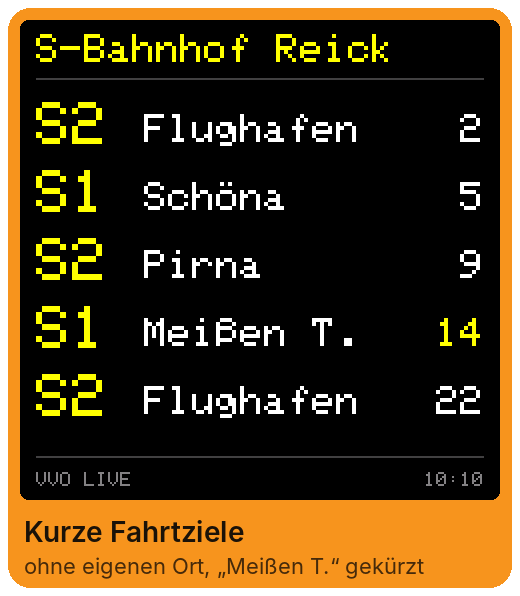 S-Bahnhof Reick
S2 Flughafen 2
S1 Schöna 5
S2 Pirna 9
S1 Meißen T. 14
S2 Flughafen 22
VVO LIVE 10:10
Kurze Fahrtziele
ohne eigenen Ort, „Meißen T.“ gekürzt